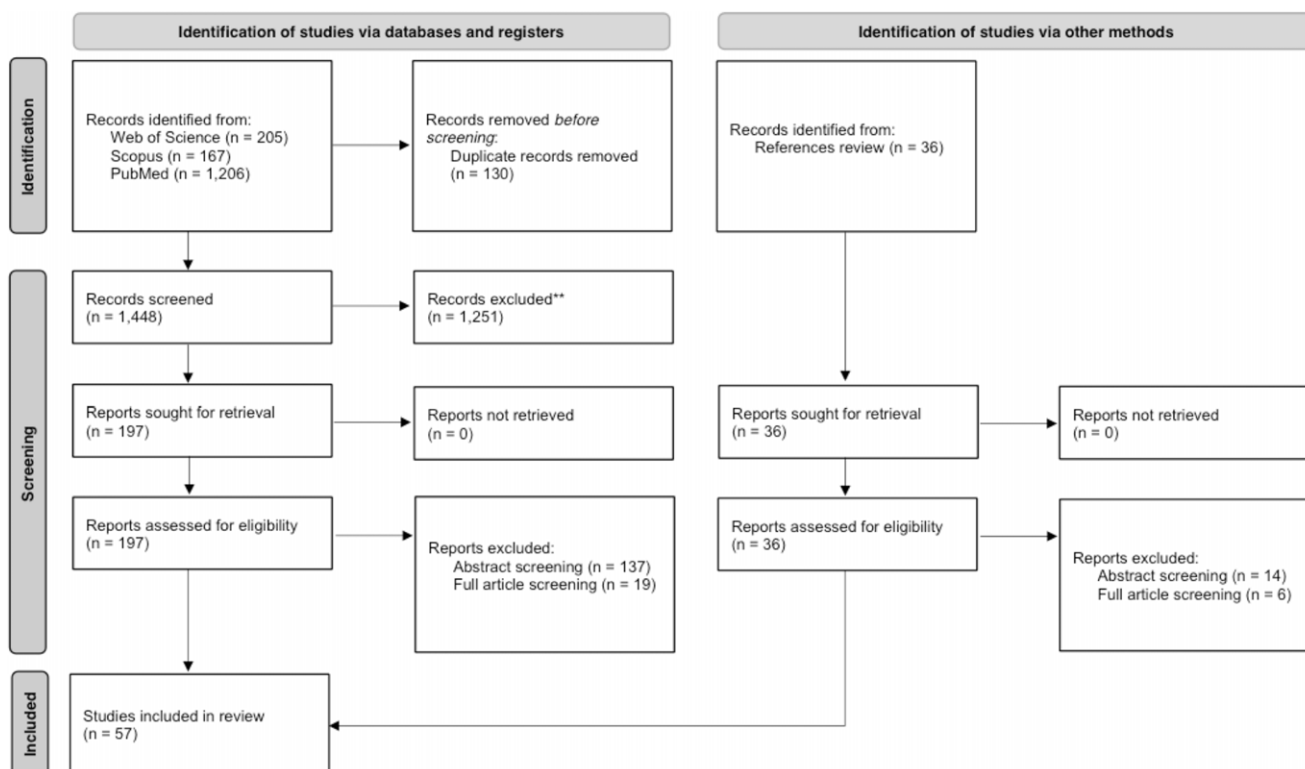 Identification of studies via databases and registers
Identification of studies via other methods
Identification
Records identified from:
Web of Science (n = 205)
Scopus (n = 167)
PubMed (n = 1,206)
Records removed before
screening:
Duplicate records removed
(n = 130)
Records identified from:
References review (n = 36)
Screening
Records screened
(n = 1,448)
Records excluded**
(n = 1,251)
Reports sought for retrieval
(n = 197)
Reports not retrieved
(n = 0)
Reports sought for retrieval
(n = 36)
Reports not retrieved
(n = 0)
Reports assessed for eligibility
(n = 197)
Reports excluded:
Abstract screening (n = 137)
Full article screening (n = 19)
Reports assessed for eligibility
(n = 36)
Reports excluded:
Abstract screening (n = 14)
Full article screening (n = 6)
Included
Studies included in review
(n = 57)